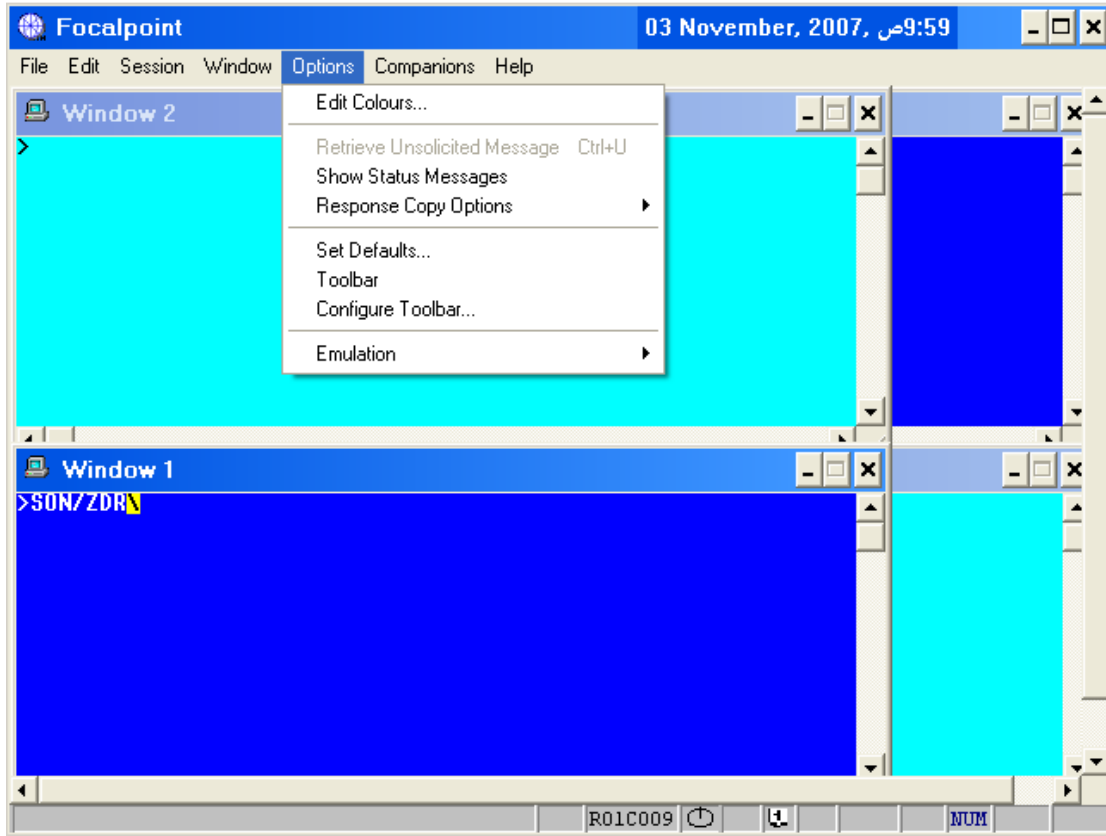 Focalpoint
03 November, 2007, ص9:59
File Edit Session Window Options Companions Help
Edit Colours...
Retrieve Unsolicited Message Ctrl+U
Show Status Messages
Response Copy Options
Set Defaults...
Toolbar
Configure Toolbar...
Emulation
Window 2
>
Window 1
>SON/ZDR\
R01C009
1
NUM